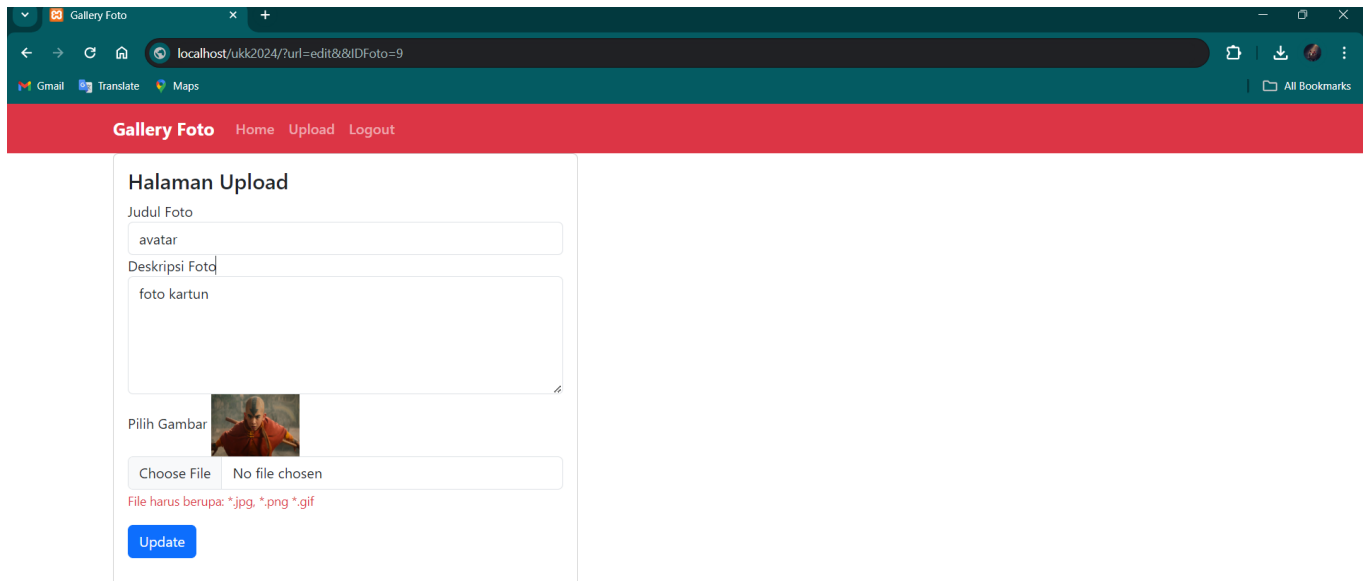 Gallery Foto
localhost/ukk2024/?url=edit&&IDFoto=9
Gmail Translate Maps All Bookmarks
Gallery Foto Home Upload Logout
Halaman Upload
Judul Foto
avatar
Deskripsi Foto
foto kartun
Pilih Gambar
Choose File No file chosen
File harus berupa: *.jpg, *.png *.gif
Update